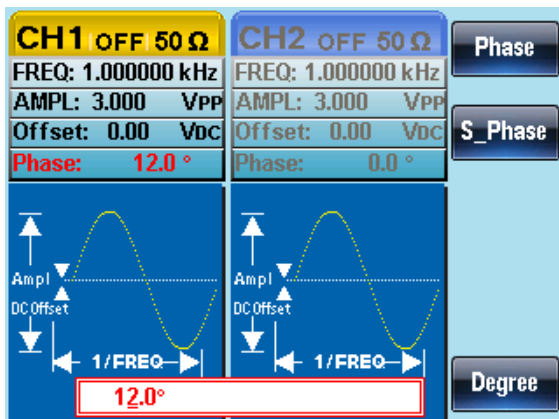 CH1 OFF 50 Ω
FREQ: 1.000000 kHz
AMPL: 3.000 VPP
Offset: 0.00 VDC
Phase: 12.0 °
CH2 OFF 50 Ω
FREQ: 1.000000 kHz
AMPL: 3.000 VPP
Offset: 0.00 VDC
Phase: 0.0 °
Ampl
DC Offset
1/FREQ
Ampl
DC Offset
1/FREQ
12.0°
Phase
S_Phase
Degree